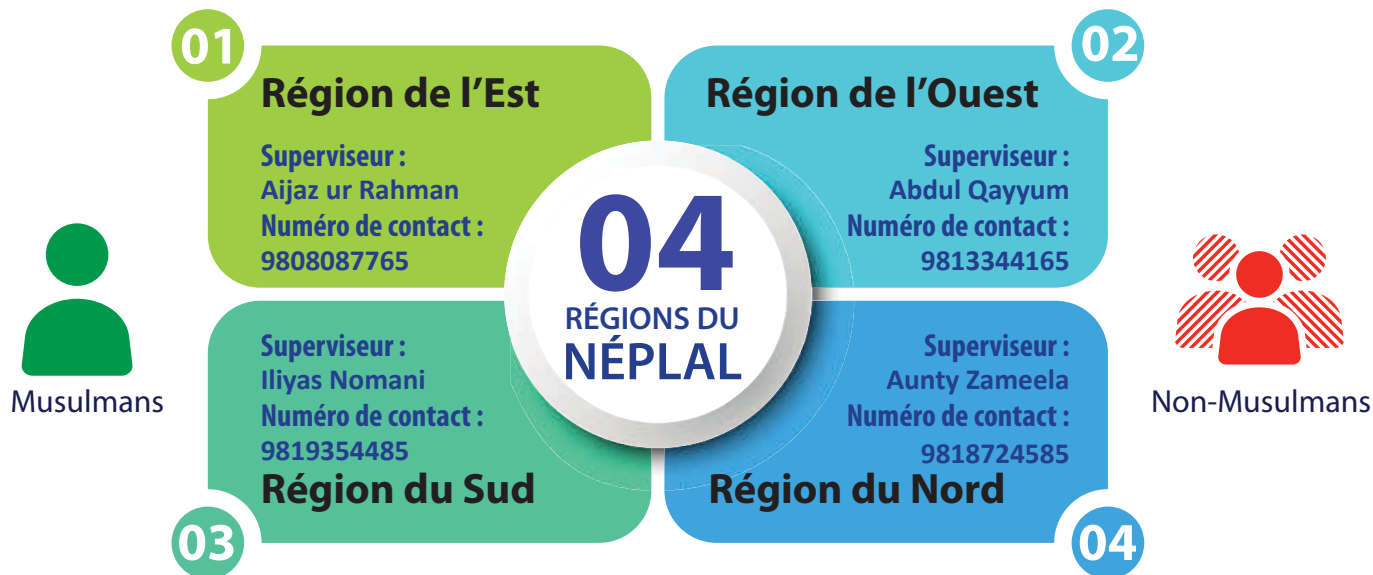 01
Région de l’Est
Superviseur :
Aijaz ur Rahman
Numéro de contact :
9808087765
02
Région de l’Ouest
Superviseur :
Abdul Qayyum
Numéro de contact :
9813344165
04
RÉGIONS DU
NÉPLAL
Musulmans
Non-Musulmans
Superviseur :
Iliyas Nomani
Numéro de contact :
9819354485
Région du Sud
03
Superviseur :
Aunty Zameela
Numéro de contact :
9818724585
Région du Nord
04